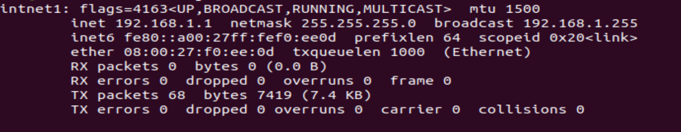 intnet1: flags=4163<UP,BROADCAST,RUNNING,MULTICAST>  mtu 1500
        inet 192.168.1.1  netmask 255.255.255.0  broadcast 192.168.1.255
        inet6 fe80::a00:27ff:fef0:ee0d  prefixlen 64  scopeid 0x20<link>
        ether 08:00:27:f0:ee:0d  txqueuelen 1000  (Ethernet)
        RX packets 0  bytes 0 (0.0 B)
        RX errors 0  dropped 0  overruns 0  frame 0
        TX packets 68  bytes 7419 (7.4 KB)
        TX errors 0  dropped 0 overruns 0  carrier 0  collisions 0